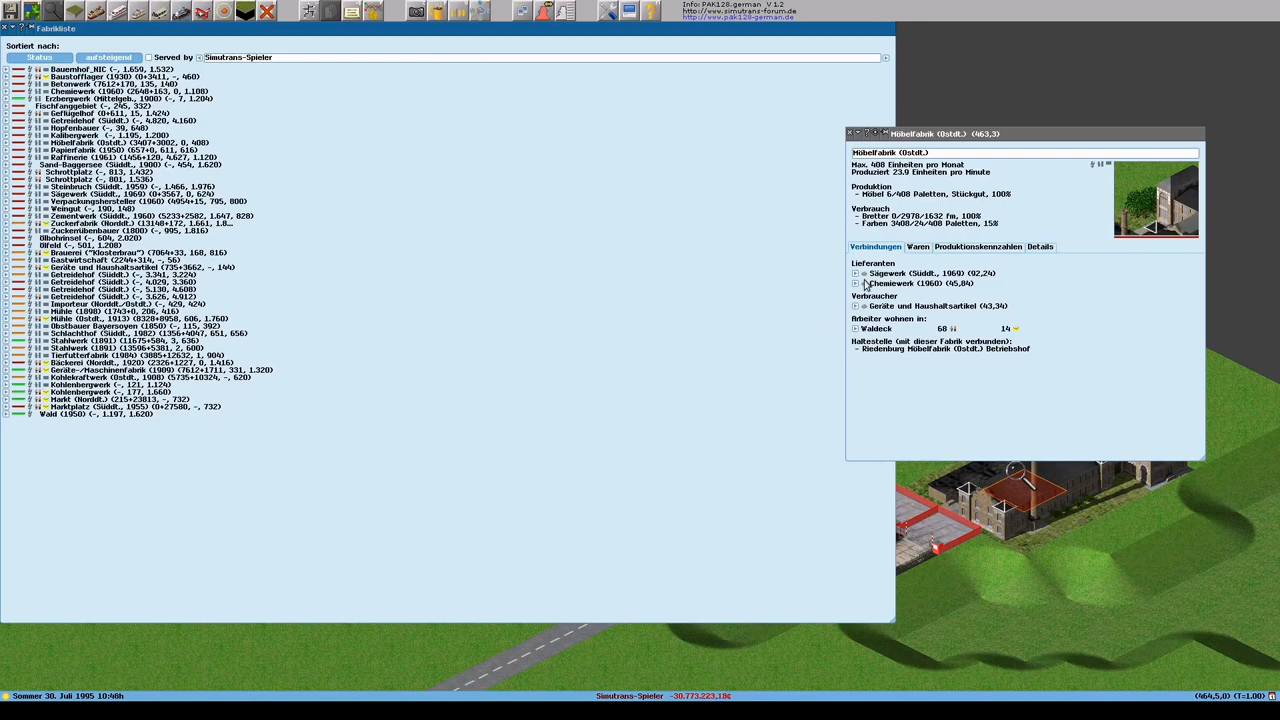 Info: PAK128.german V 1.2
http://www.simutrans-forum.de
http://www.pak128-german.de
Fabrikliste
Sortiert nach:
Status
aufsteigend
Served by
Simutrans-Spieler
Bauernhof_NIC (-, 1.659, 1.532)
Baustofflager (1930) (0+3411, -, 460)
Betonwerk (7612+170, 135, 140)
Chemiewerk (1960) (2648+163, 0, 1.108)
Erzbergwerk (Mittelgeb., 1900) (-, 7, 1.204)
Fischfanggebiet (-, 245, 332)
Geflügelhof (0+611, 15, 1.424)
Getreidehof (Süddt.) (-, 4.820, 4.160)
Hopfenbauer (-, 39, 648)
Kalibergwerk (-, 1.195, 1.200)
Möbelfabrik (Ostdt.) (3407+3002, 0, 408)
Papierfabrik (1950) (657+0, 611, 616)
Raffinerie (1961) (1456+120, 4.627, 1.120)
Sand-Baggersee (Süddt., 1900) (-, 454, 1.620)
Schrottplatz (-, 813, 1.432)
Schrottplatz (-, 801, 1.536)
Steinbruch (Süddt. 1959) (-, 1.466, 1.976)
Sägewerk (Süddt., 1969) (0+3567, 0, 624)
Verpackungshersteller (1960) (4954+15, 795, 800)
Weingut (-, 190, 148)
Zementwerk (Süddt., 1960) (5233+2582, 1.647, 828)
Zuckerfabrik (Norddt.) (13148+172, 1.661, 1.8...
Zuckerrübenbauer (1800) (-, 995, 1.816)
Ölbohrinsel (-, 604, 2.020)
Ölfeld (-, 501, 1.208)
Brauerei ("Klosterbrau") (7064+33, 168, 816)
Gastwirtschaft (2244+314, -, 56)
Geräte und Haushaltsartikel (735+3662, -, 144)
Getreidehof (Süddt.) (-, 3.341, 3.224)
Getreidehof (Süddt.) (-, 4.029, 3.360)
Getreidehof (Süddt.) (-, 5.130, 4.608)
Getreidehof (Süddt.) (-, 3.626, 4.912)
Importeur (Nordt./Ostdt.) (-, 429, 424)
Mühle (1898) (1743+0, 206, 416)
Mühle (Ostdt., 1913) (8328+8958, 606, 1.760)
Obstbauer Bayersoyen (1850) (-, 115, 392)
Schlachthof (Süddt., 1982) (1356+4047, 651, 656)
Stahlwerk (1891) (11675+584, 3, 636)
Stahlwerk (1891) (13596+5381, 2, 600)
Tierfutterfabrik (1984) (3885+12632, 1, 904)
Bäckerei (Norddt., 1920) (2326+1227, 0, 1.416)
Geräte-/Maschinenfabrik (1909) (7612+1711, 331, 1.320)
Kohlekraftwerk (Ostdt., 1908) (5735+10324, -, 620)
Kohlenbergwerk (-, 121, 1.124)
Kohlenbergwerk (-, 177, 1.660)
Markt (Norddt.) (215+23813, -, 732)
Marktplatz (Süddt., 1955) (0+27580, -, 732)
Wald (1950) (-, 1.197, 1.620)
Möbelfabrik (Ostdt.) (463,3)
Möbelfabrik (Ostdt.)
Max. 408 Einheiten pro Monat
Produziert 23.9 Einheiten pro Minute
Produktion
- Möbel 6/408 Paletten, Stückgut, 100%
Verbrauch
- Bretter 0/2978/1632 fm, 100%
- Farben 3408/24/408 Paletten, 15%
Verbindungen Waren Produktionskennzahlen Details
Lieferanten
Sägewerk (Süddt., 1969) (92,24)
Chemiewerk (1960) (45,84)
Verbraucher
Geräte und Haushaltsartikel (43,34)
Arbeiter wohnen in:
Waldeck 68 14
Haltestelle (mit dieser Fabrik verbunden):
- Riedenburg Möbelfabrik (Ostdt.) Betriebshof
Sommer 30. Juli 1995 10:46h
Simutrans-Spieler -30.773.223,18¢
(464,5,0) (T=1.00)